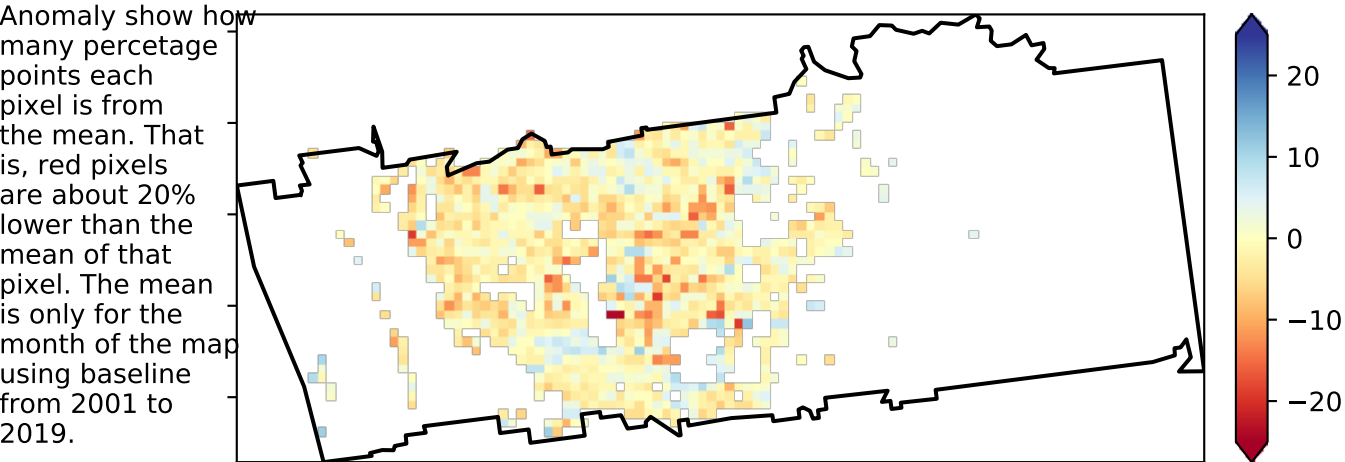 Anomaly show how
many percetage
points each
pixel is from
the mean. That
is, red pixels
are about 20%
lower than the
mean of that
pixel. The mean
is only for the
month of the map
using baseline
from 2001 to
2019.
20
10
0
−10
−20